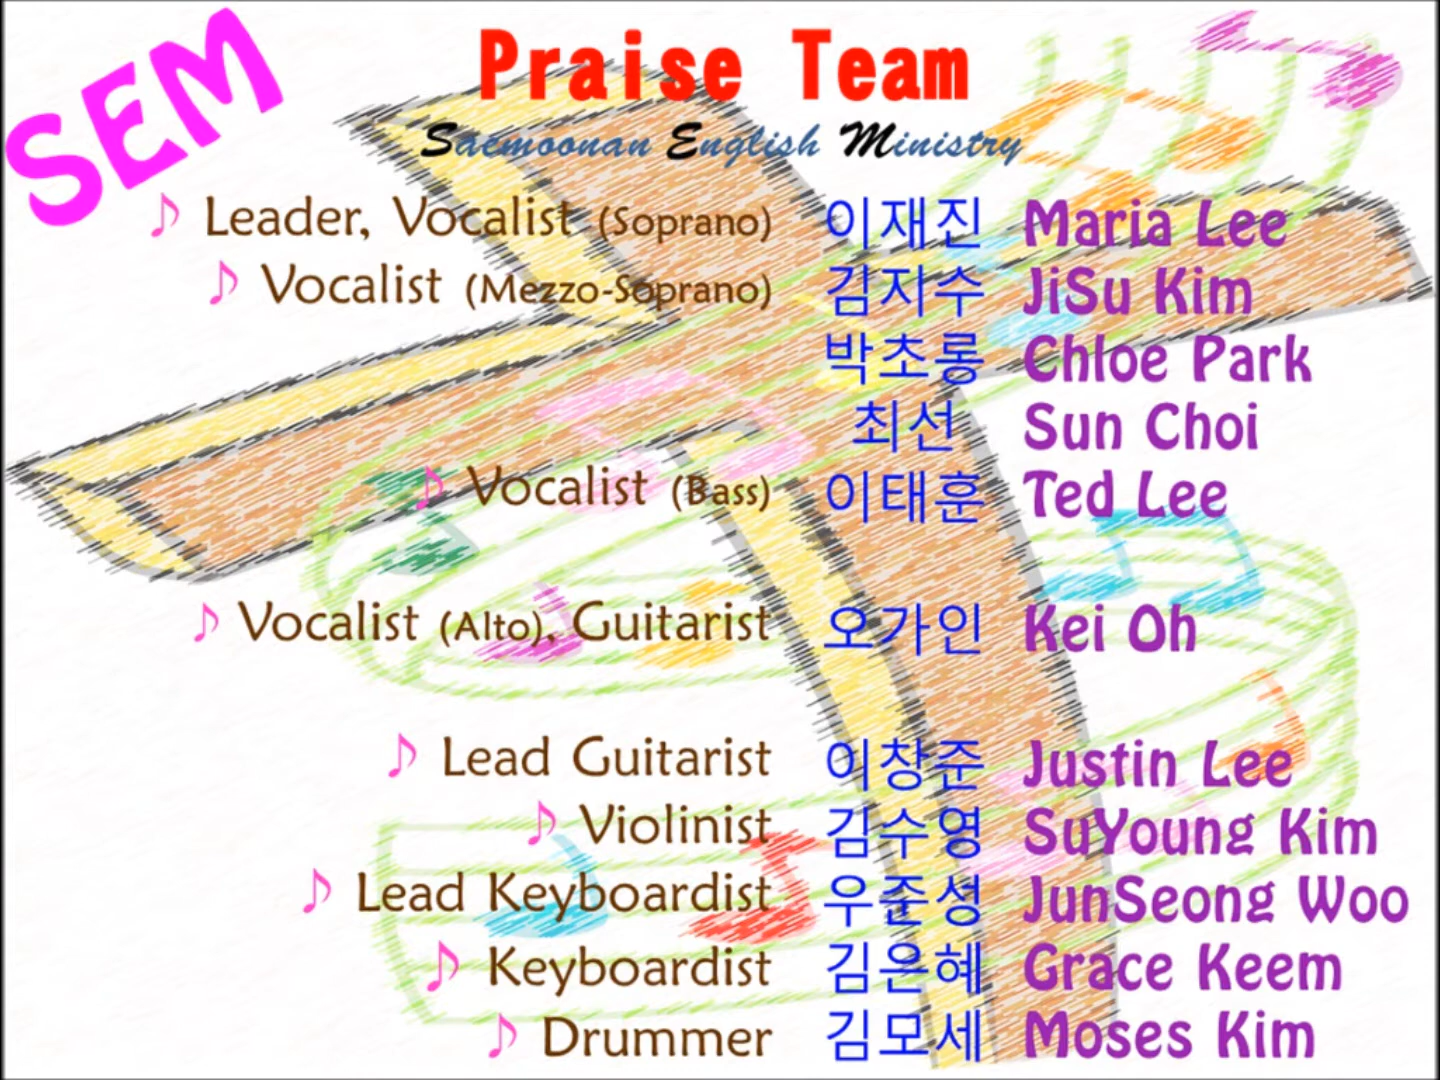 SEM
Praise Team
Saemoonan English Ministry
♪ Leader, Vocalist (Soprano) 이재진 Maria Lee
♪ Vocalist (Mezzo-Soprano) 김지수 JiSu Kim
박초롱 Chloe Park
최선 Sun Choi
♪ Vocalist (Bass) 이태훈 Ted Lee
♪ Vocalist (Alto), Guitarist 오가인 Kei Oh
♪ Lead Guitarist 이창준 Justin Lee
♪ Violinist 김수영 SuYoung Kim
♪ Lead Keyboardist 우준성 JunSeong Woo
♪ Keyboardist 김은혜 Grace Keem
♪ Drummer 김모세 Moses Kim